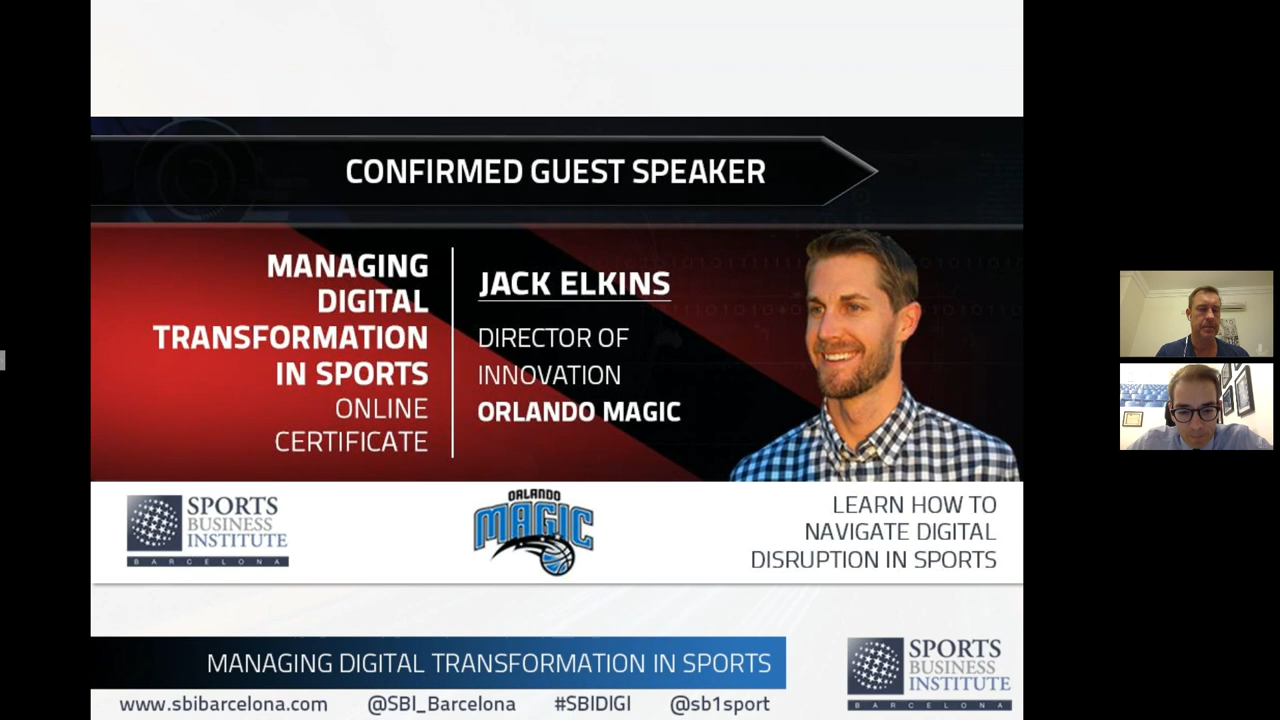 CONFIRMED GUEST SPEAKER
MANAGING
DIGITAL
TRANSFORMATION
IN SPORTS
ONLINE
CERTIFICATE
JACK ELKINS
DIRECTOR OF
INNOVATION
ORLANDO MAGIC
SPORTS
BUSINESS
INSTITUTE
BARCELONA
ORLANDO
MAGIC
LEARN HOW TO
NAVIGATE DIGITAL
DISRUPTION IN SPORTS
MANAGING DIGITAL TRANSFORMATION IN SPORTS
www.sbibarcelona.com @SBI_Barcelona #SBIDIGI @sb1sport
SPORTS
BUSINESS
INSTITUTE
BARCELONA